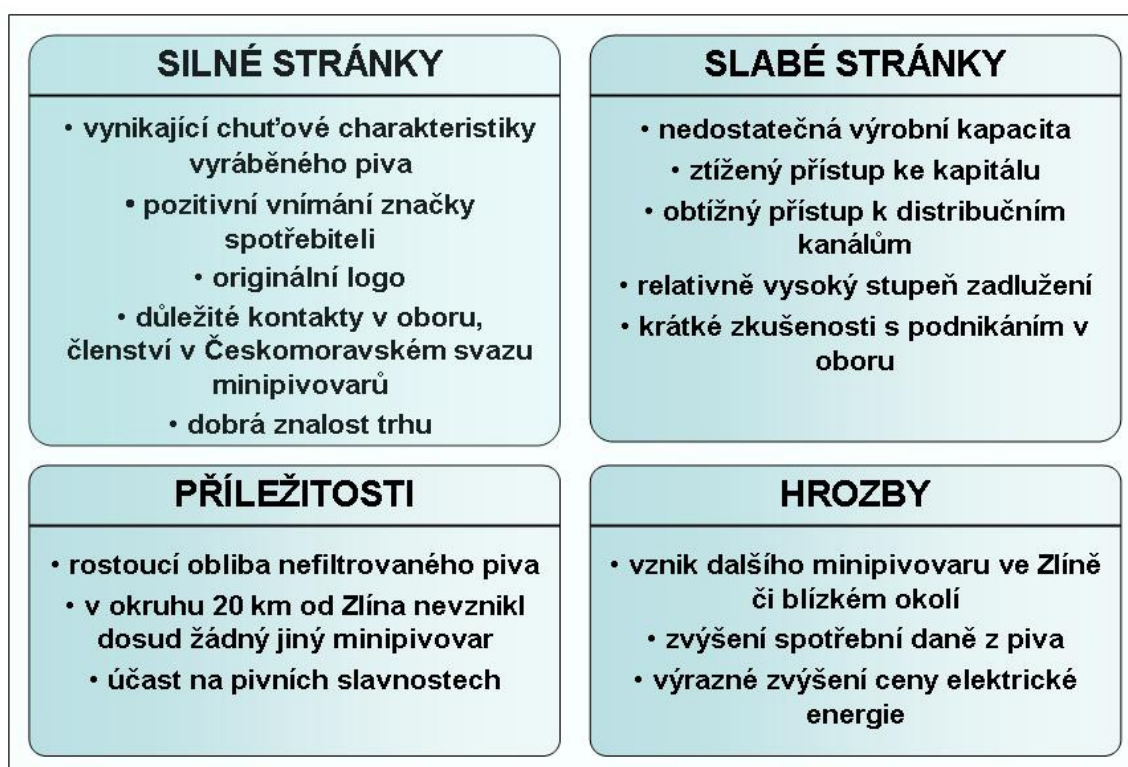 SILNÉ STRÁNKY
• vynikající chuťové charakteristiky
vyráběného piva
• pozitivní vnímání značky
spotřebiteli
• originální logo
• důležité kontakty v oboru,
členství v Českomoravském svazu
minipivovarů
• dobrá znalost trhu
SLABÉ STRÁNKY
• nedostatečná výrobní kapacita
• ztížený přístup ke kapitálu
• obtížný přístup k distribučním
kanálům
• relativně vysoký stupeň zadlužení
• krátké zkušenosti s podnikáním v
oboru
PŘÍLEŽITOSTI
• rostoucí obliba nefiltrovaného piva
• v okruhu 20 km od Zlína nevznikl
dosud žádný jiný minipivovar
• účast na pivních slavnostech
HROZBY
• vznik dalšího minipivovaru ve Zlíně
či blízkém okolí
• zvýšení spotřební daně z piva
• výrazné zvýšení ceny elektrické
energie